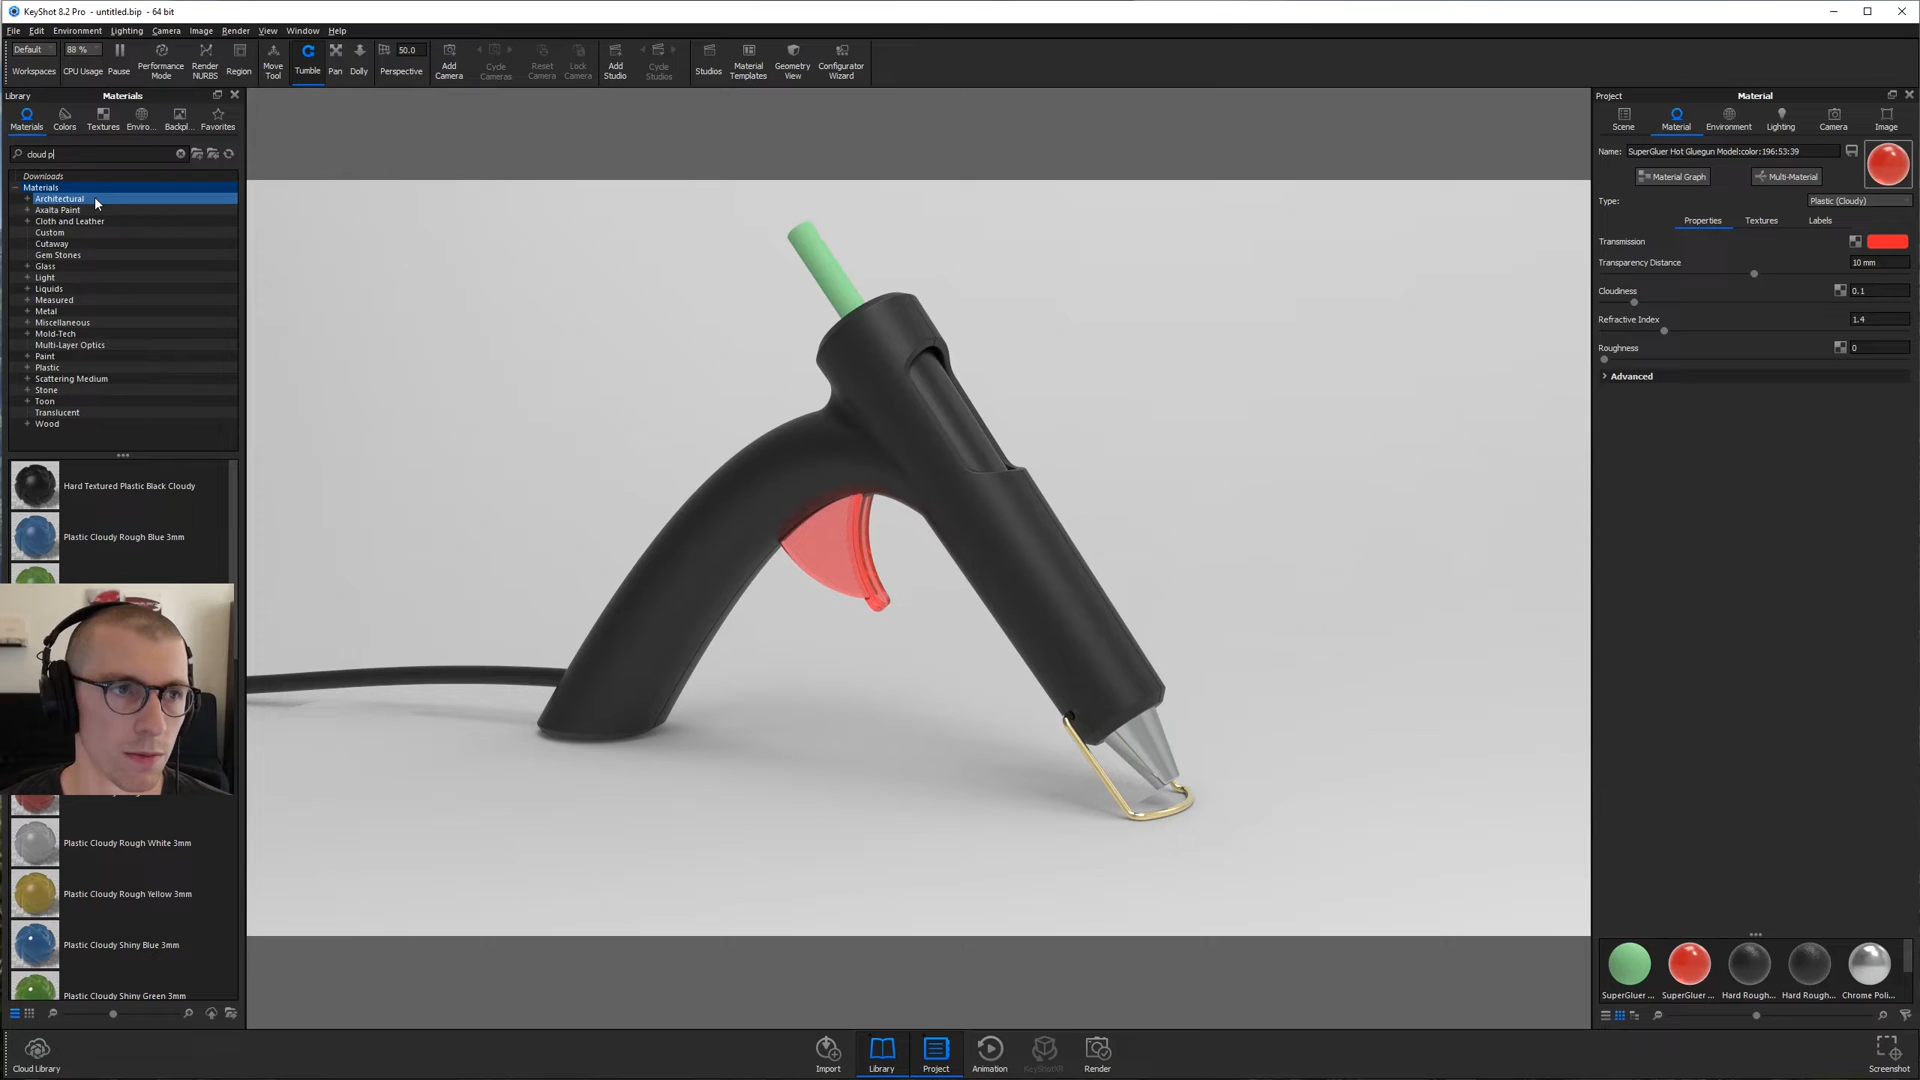 KeyShot 8.2 Pro - untitled.bip - 64 bit
File Edit Environment Lighting Camera Image Render View Window Help
Default 88 % 50.0
Workspaces CPU Usage Pause Performance Mode Render NURBS Region Move Tool Tumble Pan Dolly Perspective Add Camera Cycle Cameras Reset Camera Lock Camera Add Studio Cycle Studios Studios Material Templates Geometry View Configurator Wizard
Library Materials
Materials Colors Textures Enviro... Backpl... Favorites
cloud p
Downloads
Materials
Architectural
Axalta Paint
Cloth and Leather
Custom
Cutaway
Gem Stones
Glass
Light
Liquids
Measured
Metal
Miscellaneous
Mold-Tech
Multi-Layer Optics
Paint
Plastic
Scattering Medium
Stone
Toon
Translucent
Wood
Hard Textured Plastic Black Cloudy
Plastic Cloudy Rough Blue 3mm
Plastic Cloudy Rough White 3mm
Plastic Cloudy Rough Yellow 3mm
Plastic Cloudy Shiny Blue 3mm
Plastic Cloudy Shiny Green 3mm
Project Material
Scene Material Environment Lighting Camera Image
Name: SuperGluer Hot Gluegun Model:color:196:53:39
Material Graph Multi-Material
Type: Plastic (Cloudy)
Properties Textures Labels
Transmission
Transparency Distance 10 mm
Cloudiness 0.1
Refractive Index 1.4
Roughness 0
Advanced
SuperGluer ... SuperGluer ... Hard Rough... Hard Rough... Chrome Poli...
Cloud Library Import Library Project Animation KeyShotXR Render Screenshot